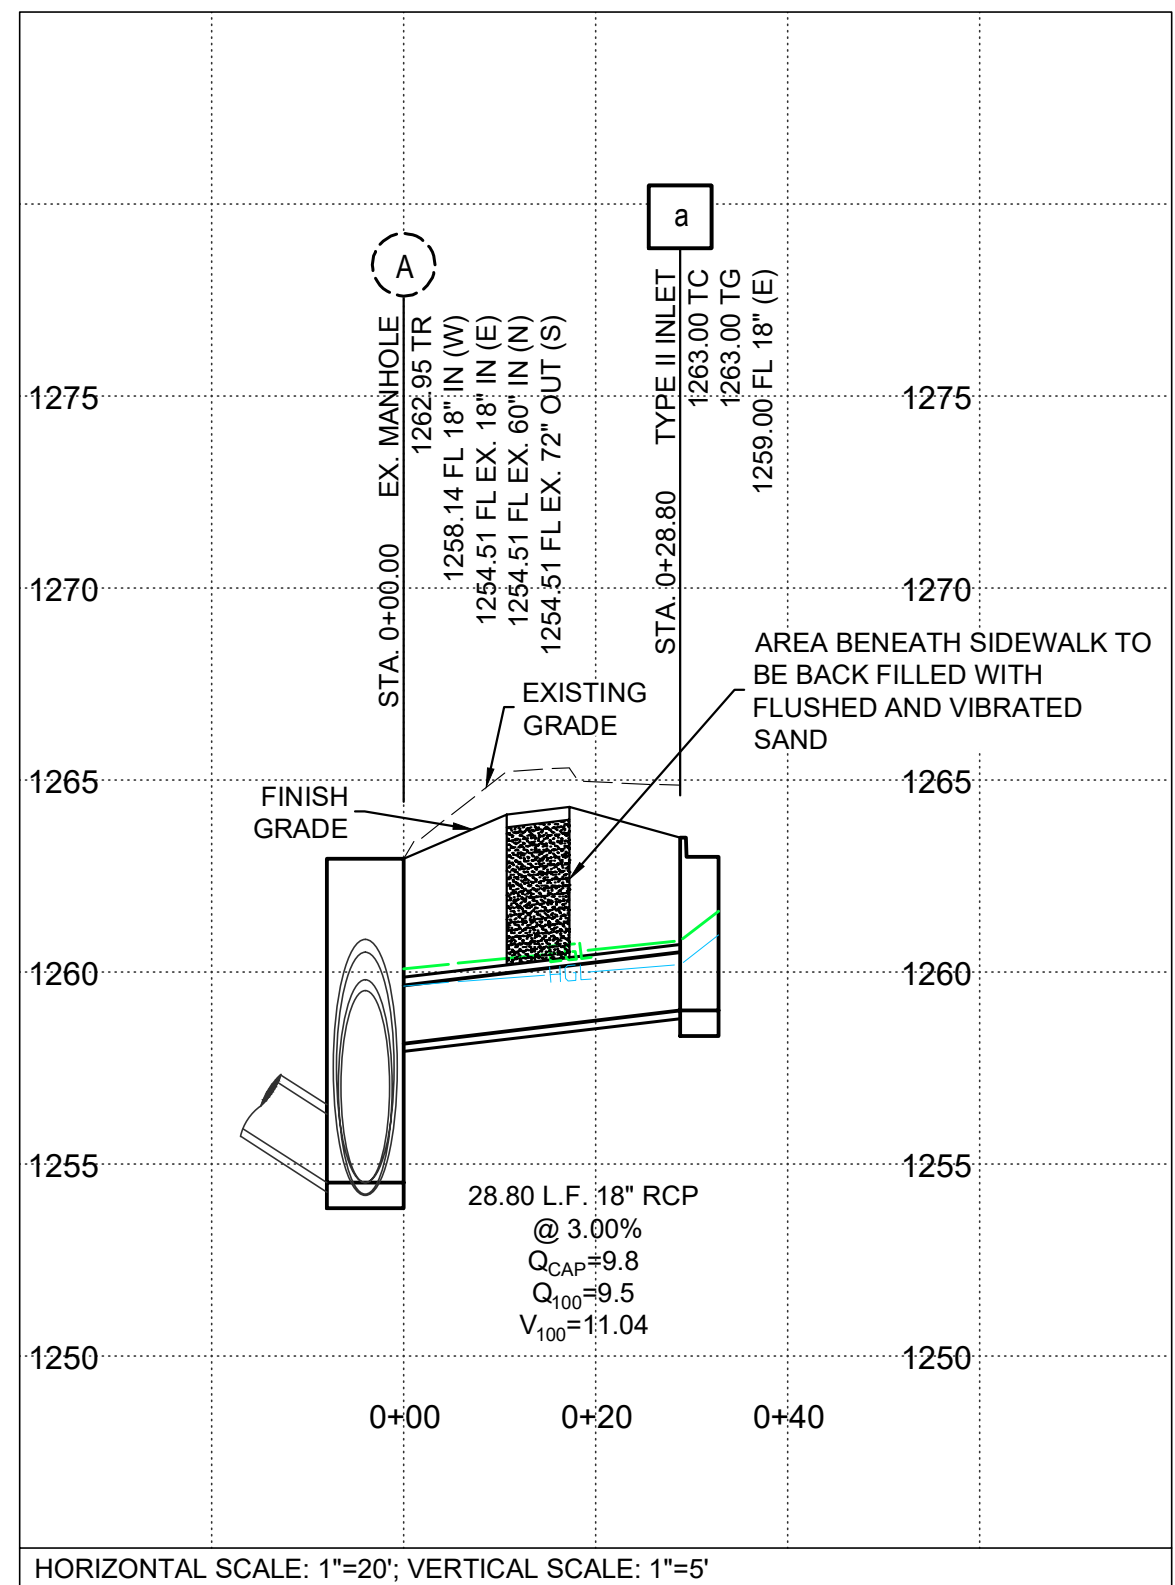 a
A
STA. 0+00.00 EX. MANHOLE
1262.95 TR
1258.14 FL 18" IN (W)
1254.51 FL EX. 18" IN (E)
1254.51 FL EX. 60" IN (N)
1254.51 FL EX. 72" OUT (S)
STA. 0+28.80 TYPE II INLET
1263.00 TC
1263.00 TG
1259.00 FL 18" (E)
1275
1275
1270
1270
AREA BENEATH SIDEWALK TO
BE BACK FILLED WITH
FLUSHED AND VIBRATED
SAND
EXISTING
GRADE
1265
1265
FINISH
GRADE
1260
1260
HGL
1255
1255
28.80 L.F. 18" RCP
@ 3.00%
QCAP=9.8
Q100=9.5
V100=11.04
1250
1250
0+00
0+20
0+40
HORIZONTAL SCALE: 1"=20'; VERTICAL SCALE: 1"=5'